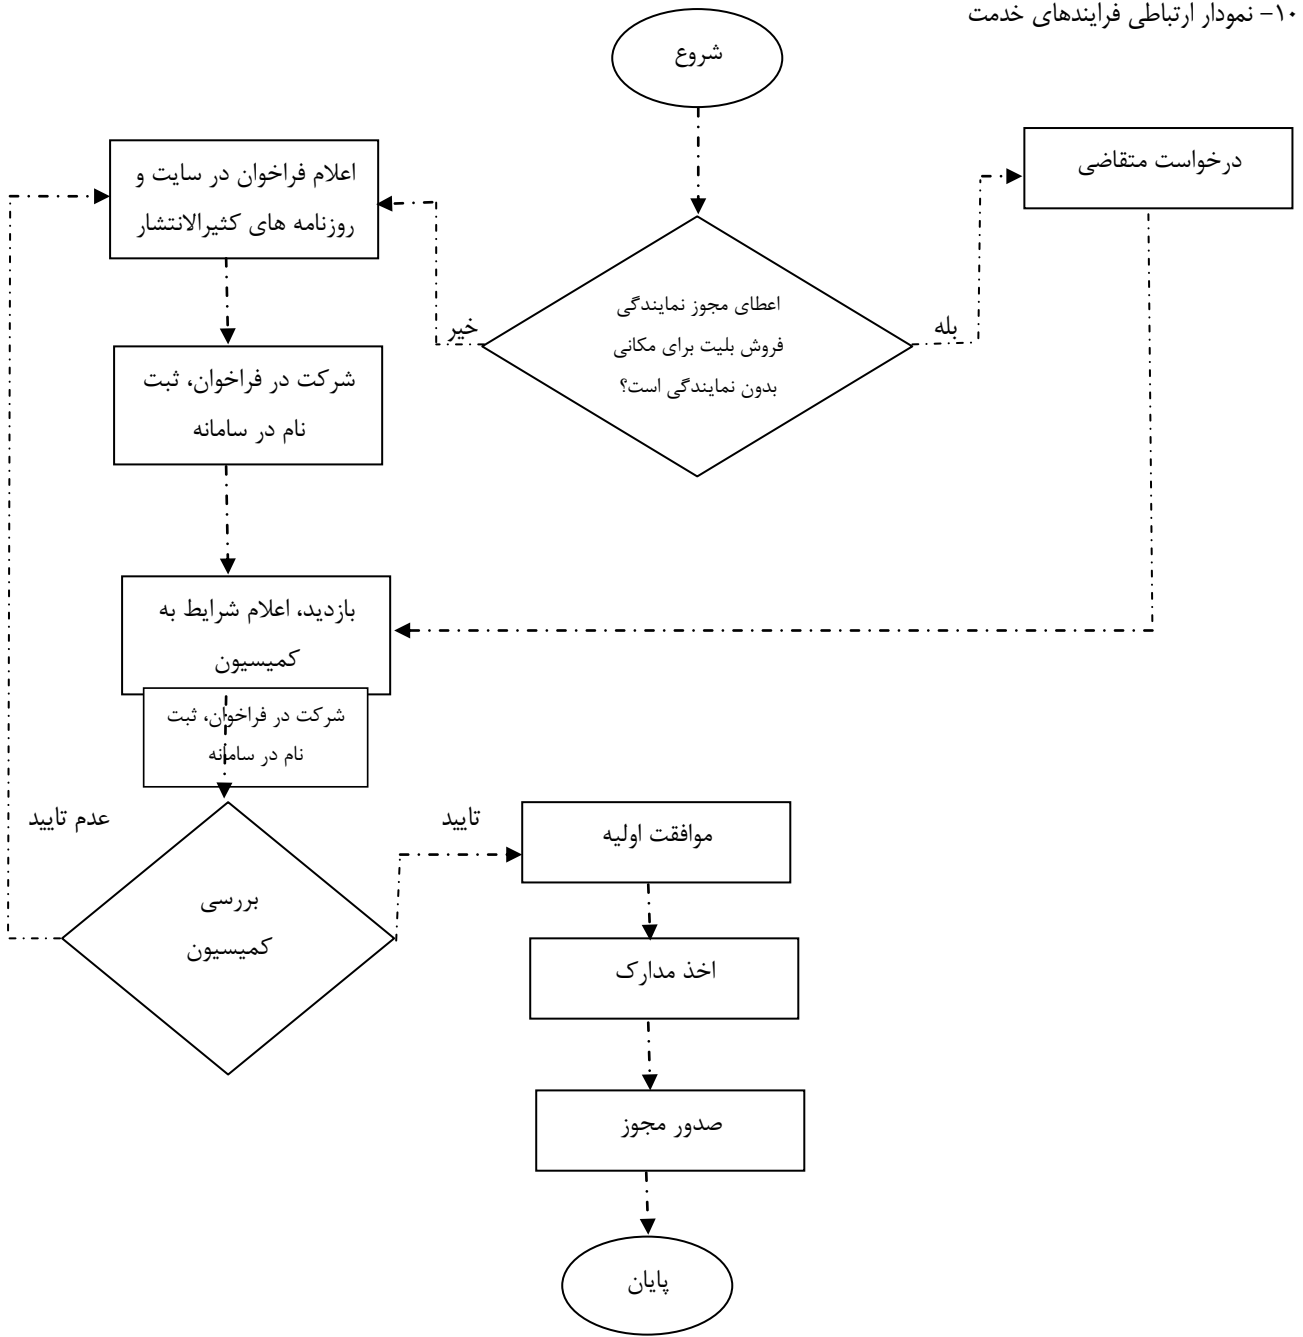 ۱۰- نمودار ارتباطی فرایندهای خدمت
شروع
درخواست متقاضی
اعلام فراخوان در سایت و
روزنامه های کثیرالانتشار
اعطای مجوز نمایندگی
فروش بلیت برای مکانی
بدون نمایندگی است؟
بله
خیر
شرکت در فراخوان، ثبت
نام در سامانه
بازدید، اعلام شرایط به
کمیسیون
شرکت در فراخوان، ثبت
نام در سامانه
عدم تایید
تایید
بررسی
کمیسیون
موافقت اولیه
اخذ مدارک
صدور مجوز
پایان